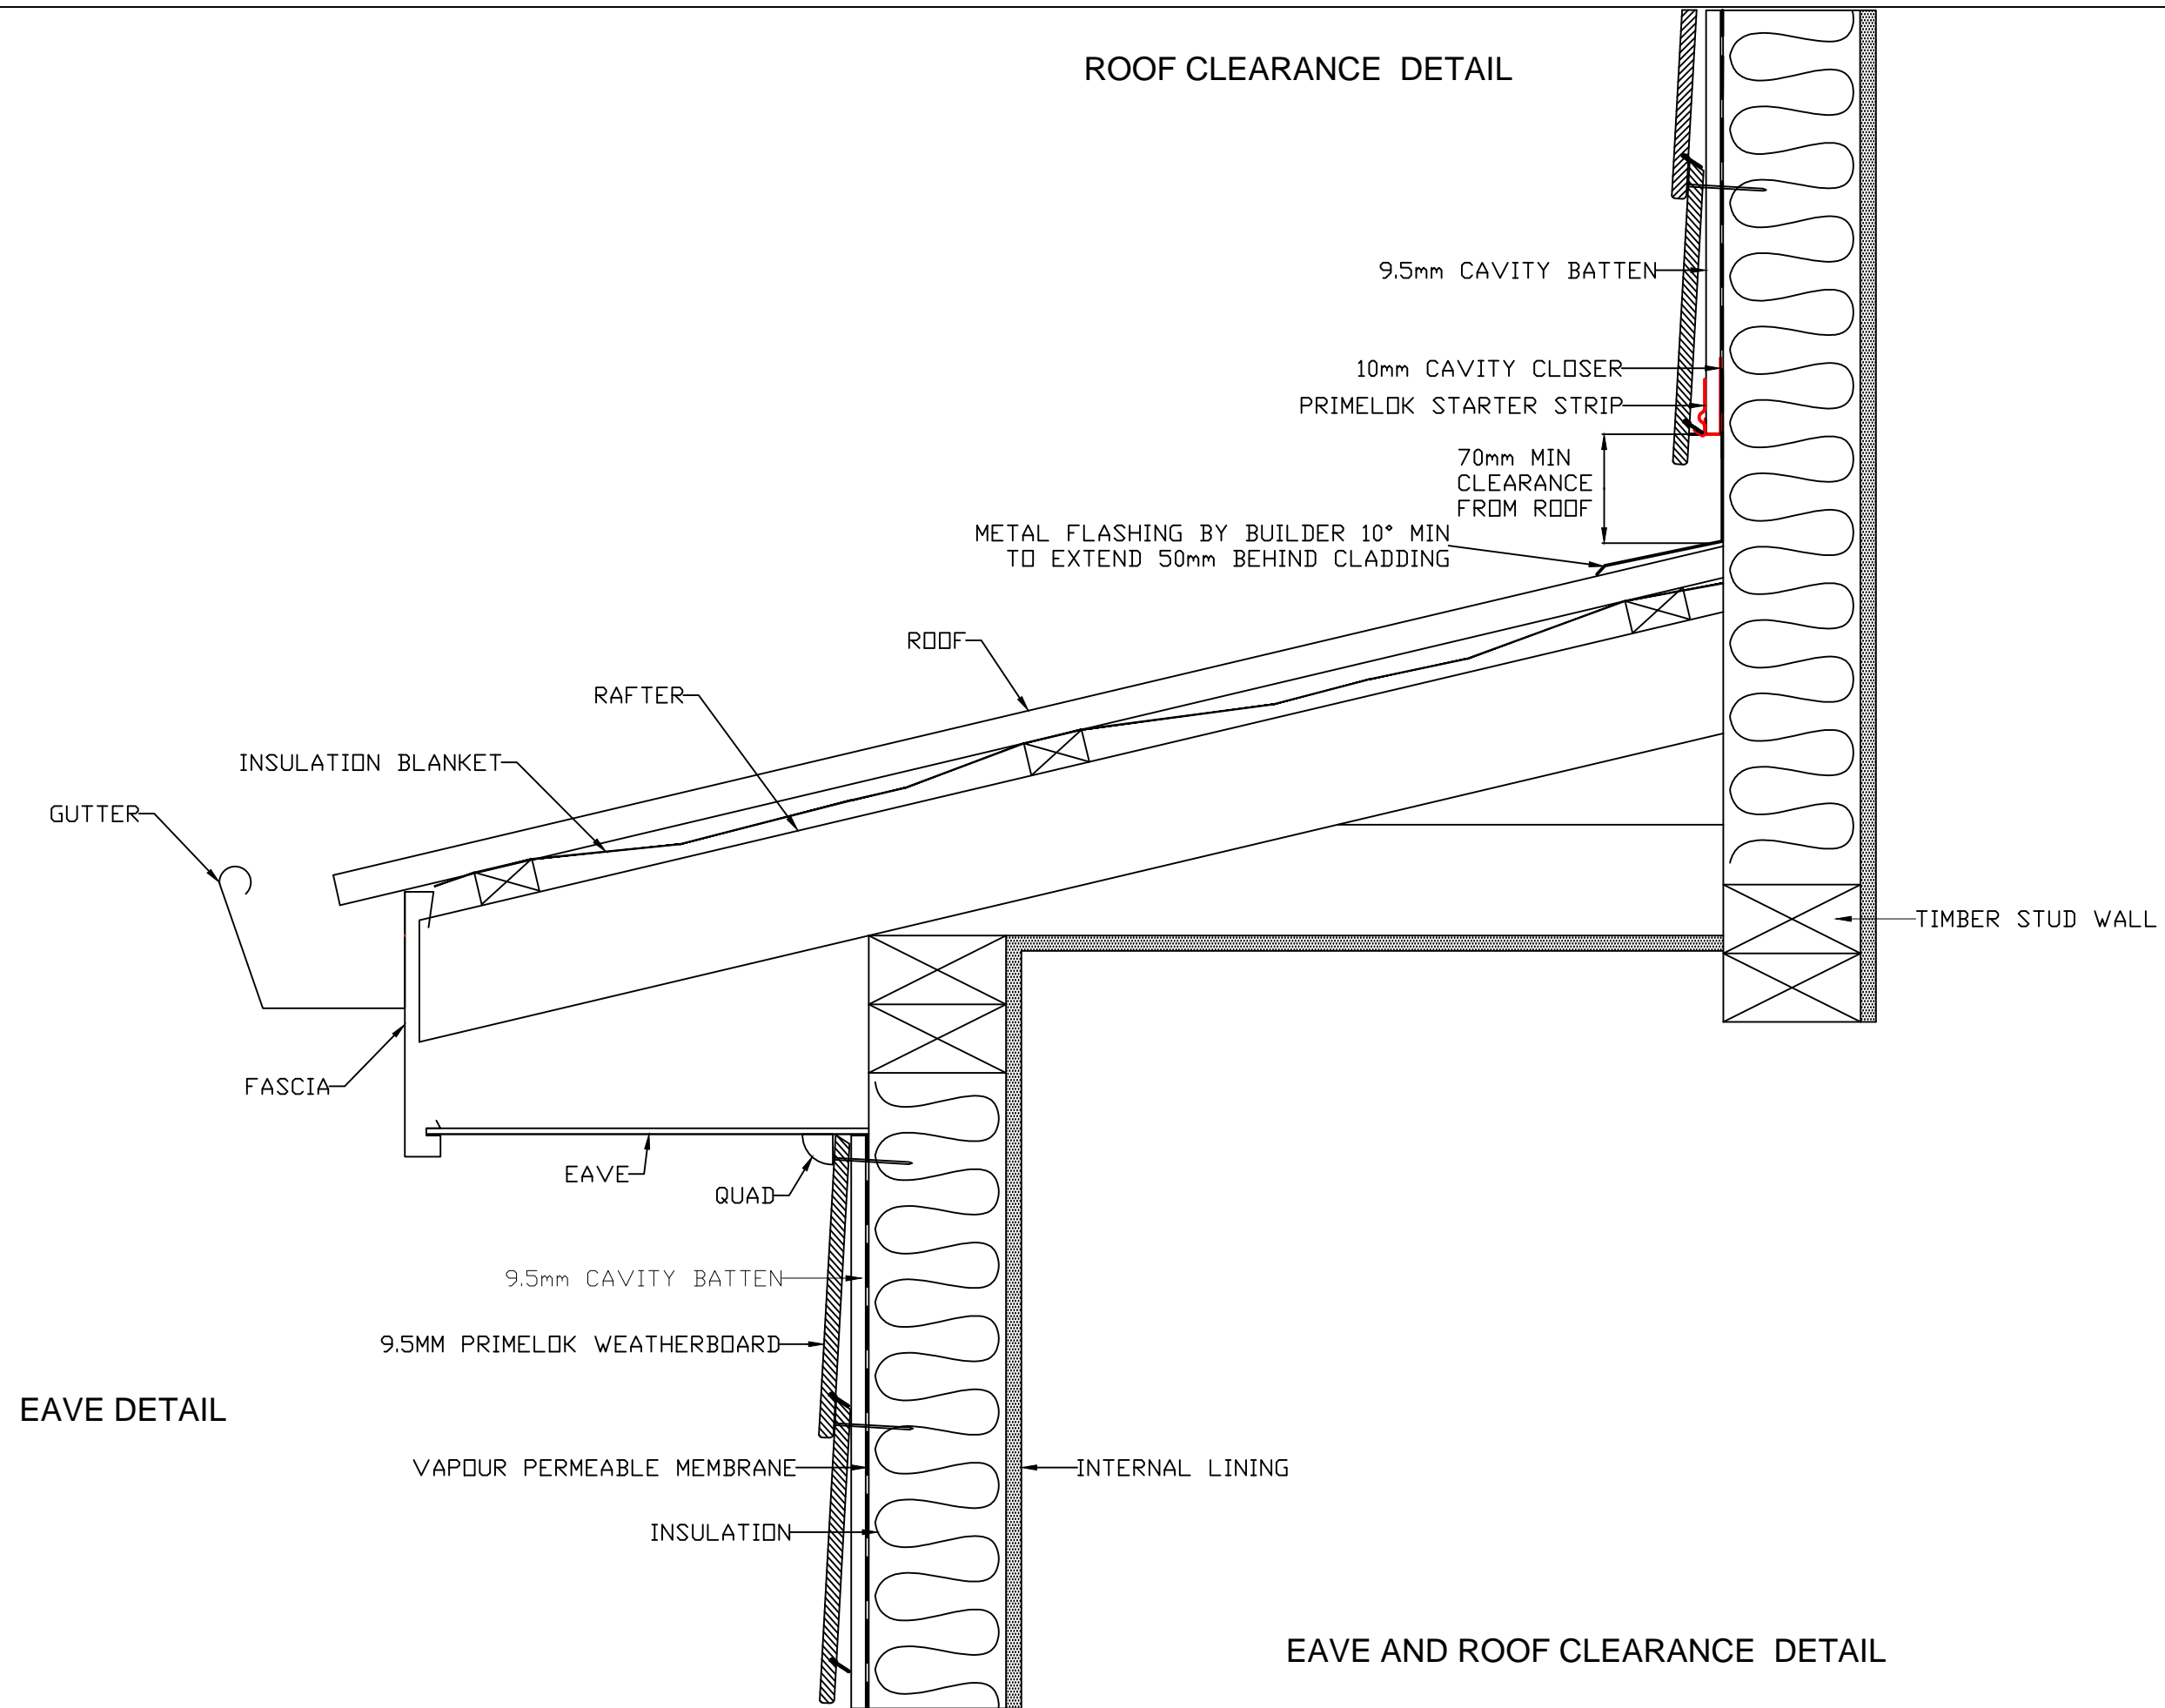 ROOF CLEARANCE DETAIL
9.5mm CAVITY BATTEN
10mm CAVITY CLOSER
PRIMELOK STARTER STRIP
70mm MIN
CLEARANCE
FROM ROOF
METAL FLASHING BY BUILDER 10° MIN
TO EXTEND 50mm BEHIND CLADDING
ROOF
RAFTER
INSULATION BLANKET
GUTTER
TIMBER STUD WALL
FASCIA
EAVE
QUAD
9.5mm CAVITY BATTEN
9.5MM PRIMELOK WEATHERBOARD
EAVE DETAIL
VAPOUR PERMEABLE MEMBRANE
INTERNAL LINING
INSULATION
EAVE AND ROOF CLEARANCE DETAIL